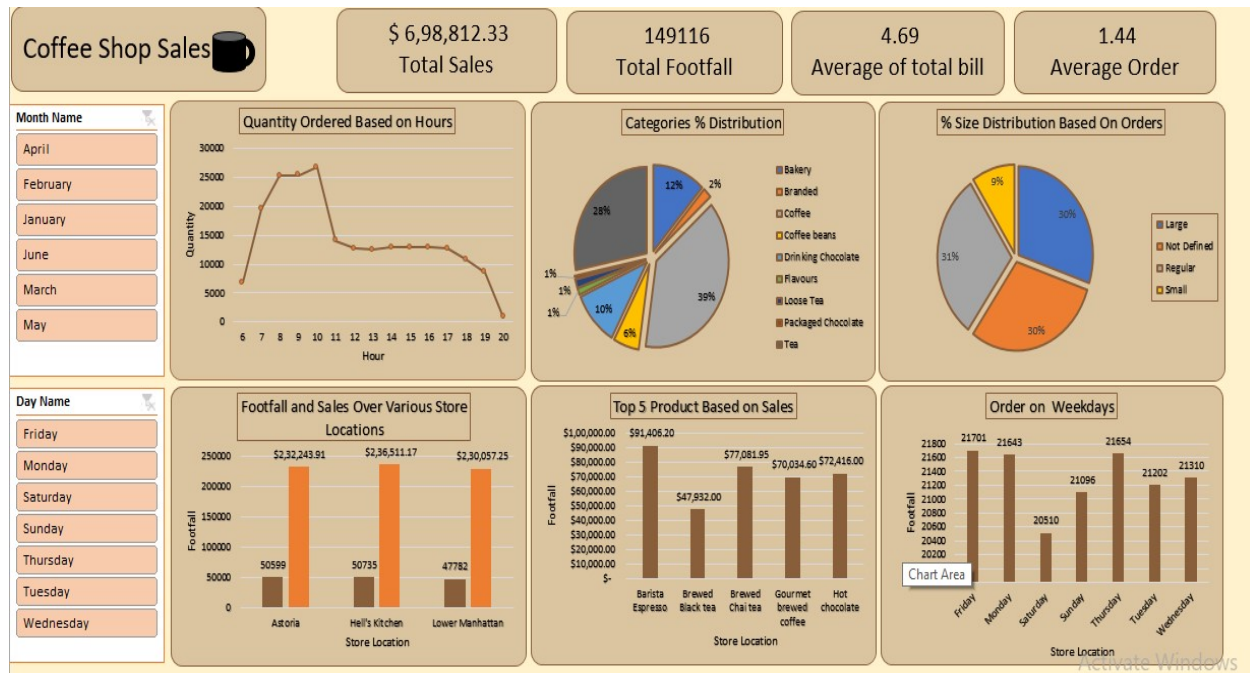 Coffee Shop Sales
$ 6,98,812.33
Total Sales
149116
Total Footfall
4.69
Average of total bill
1.44
Average Order
Month Name
April
February
January
June
March
May
Day Name
Friday
Monday
Saturday
Sunday
Thursday
Tuesday
Wednesday
Quantity Ordered Based on Hours
30000
25000
20000
15000
10000
5000
0
Quantity
6 7 8 9 10 11 12 13 14 15 16 17 18 19 20
Hour
Categories % Distribution
12%
2%
39%
6%
10%
1%
1%
1%
28%
Bakery
Branded
Coffee
Coffee beans
Drinking Chocolate
Flavours
Loose Tea
Packaged Chocolate
Tea
% Size Distribution Based On Orders
30%
30%
31%
9%
Large
Not Defined
Regular
Small
Footfall and Sales Over Various Store
Locations
250000
200000
150000
100000
50000
0
Footfall
$2,32,243.91 $2,36,511.17 $2,30,057.25
50599 50735 47782
Astoria Hell's Kitchen Lower Manhattan
Store Location
Top 5 Product Based on Sales
$1,00,000.00
$90,000.00
$80,000.00
$70,000.00
$60,000.00
$50,000.00
$40,000.00
$30,000.00
$20,000.00
$10,000.00
$-
Footfall
$91,406.20
$47,932.00
$77,081.95
$70,034.60
$72,416.00
Barista
Espresso
Brewed
Black tea
Brewed
Chai tea
Gourmet
brewed
coffee
Hot
chocolate
Store Location
Order on Weekdays
21800
21600
21400
21200
21000
20800
20600
20400
20200
Footfall
21701
21643
20510
21096
21654
21202
21310
Chart Area
Friday
Monday
Saturday
Sunday
Thursday
Tuesday
Wednesday
Store Location
Activate Windows